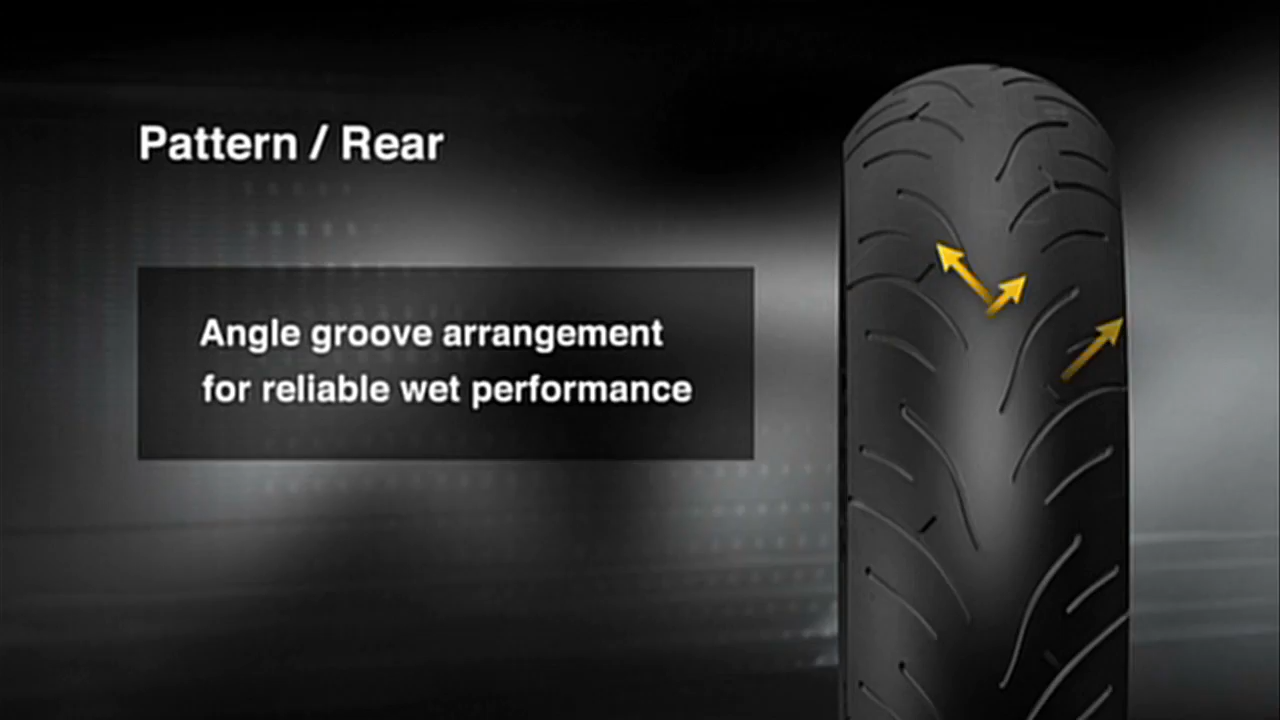 Pattern / Rear
Angle groove arrangement
for reliable wet performance